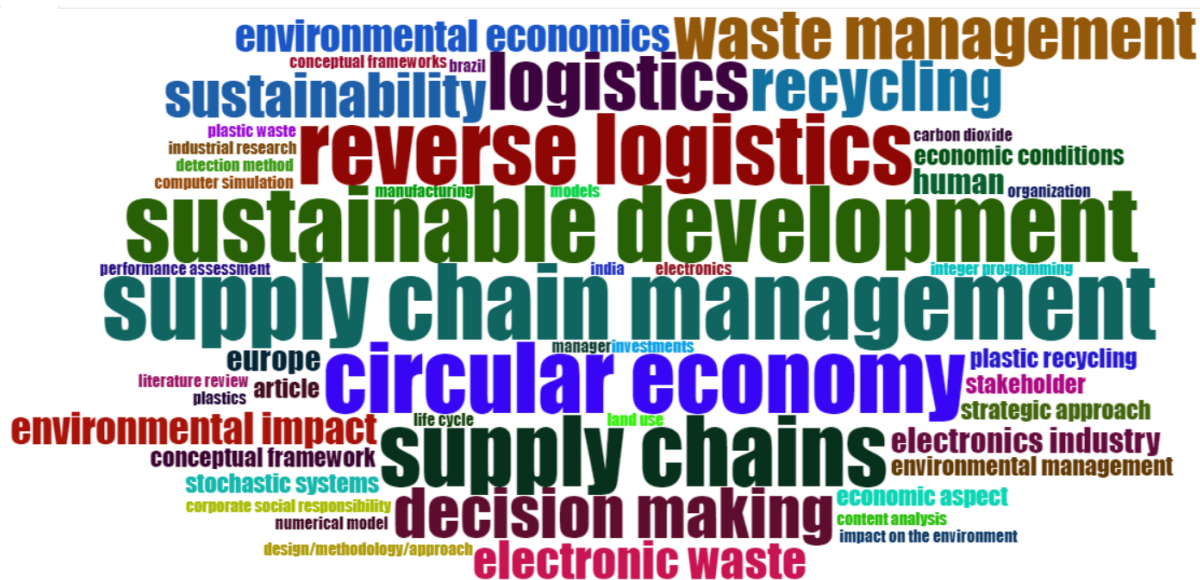 environmental economics
waste management
conceptual frameworks
brazil
logistics
recycling
sustainability
plastic waste
reverse logistics
carbon dioxide
industrial research
economic conditions
detection method
human
computer simulation
manufacturing
models
organization
sustainable development
performance assessment
india
electronics
integer programming
supply chain management
manager
investments
europe
circular economy
plastic recycling
literature review
article
stakeholder
plastics
strategic approach
environmental impact
life cycle
land use
supply chains
electronics industry
conceptual framework
environmental management
stochastic systems
decision making
economic aspect
corporate social responsibility
content analysis
numerical model
impact on the environment
design/methodology/approach
electronic waste